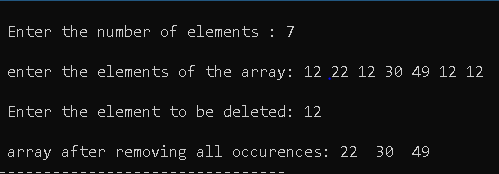 Enter the number of elements : 7
enter the elements of the array: 12 22 12 30 49 12 12
Enter the element to be deleted: 12
array after removing all occurences: 22  30  49
--------------------------------